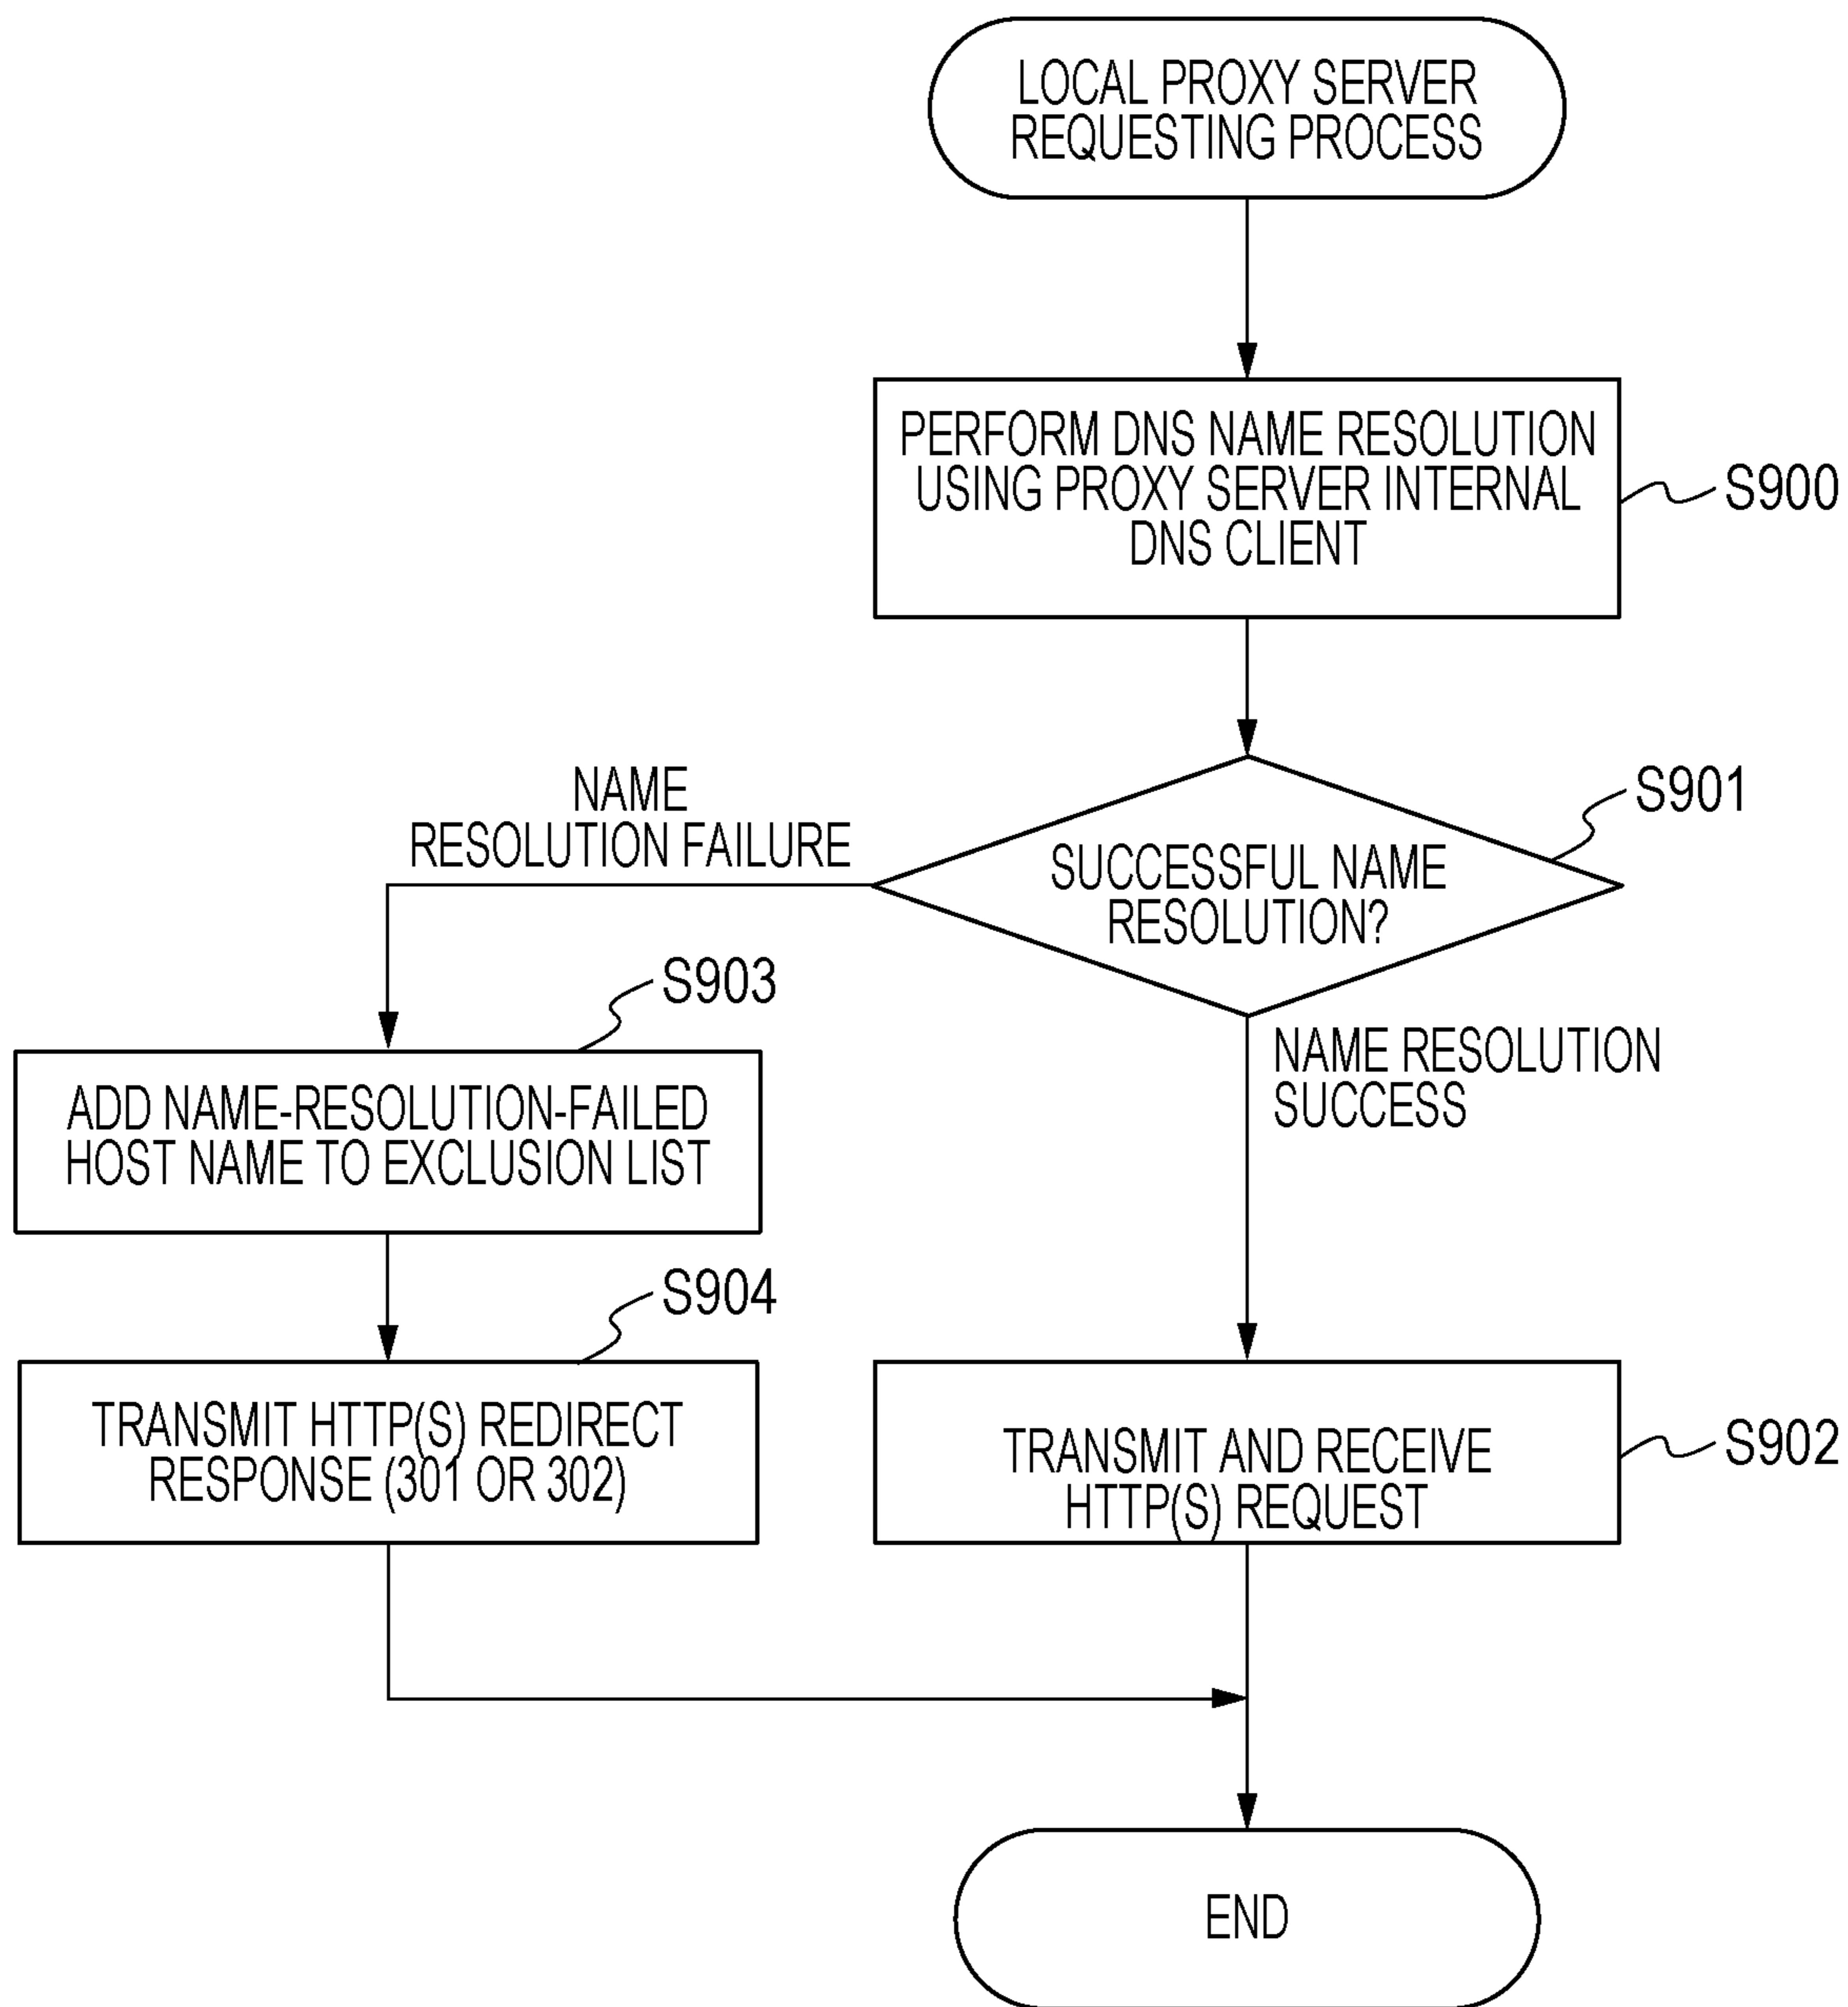 LOCAL PROXY SERVER
REQUESTING PROCESS
PERFORM DNS NAME RESOLUTION
USING PROXY SERVER INTERNAL
DNS CLIENT
S900
NAME
RESOLUTION FAILURE
S901
SUCCESSFUL NAME
RESOLUTION?
S903
NAME RESOLUTION
SUCCESS
ADD NAME-RESOLUTION-FAILED
HOST NAME TO EXCLUSION LIST
S904
TRANSMIT HTTP(S) REDIRECT
RESPONSE (301 OR 302)
TRANSMIT AND RECEIVE
HTTP(S) REQUEST
S902
END